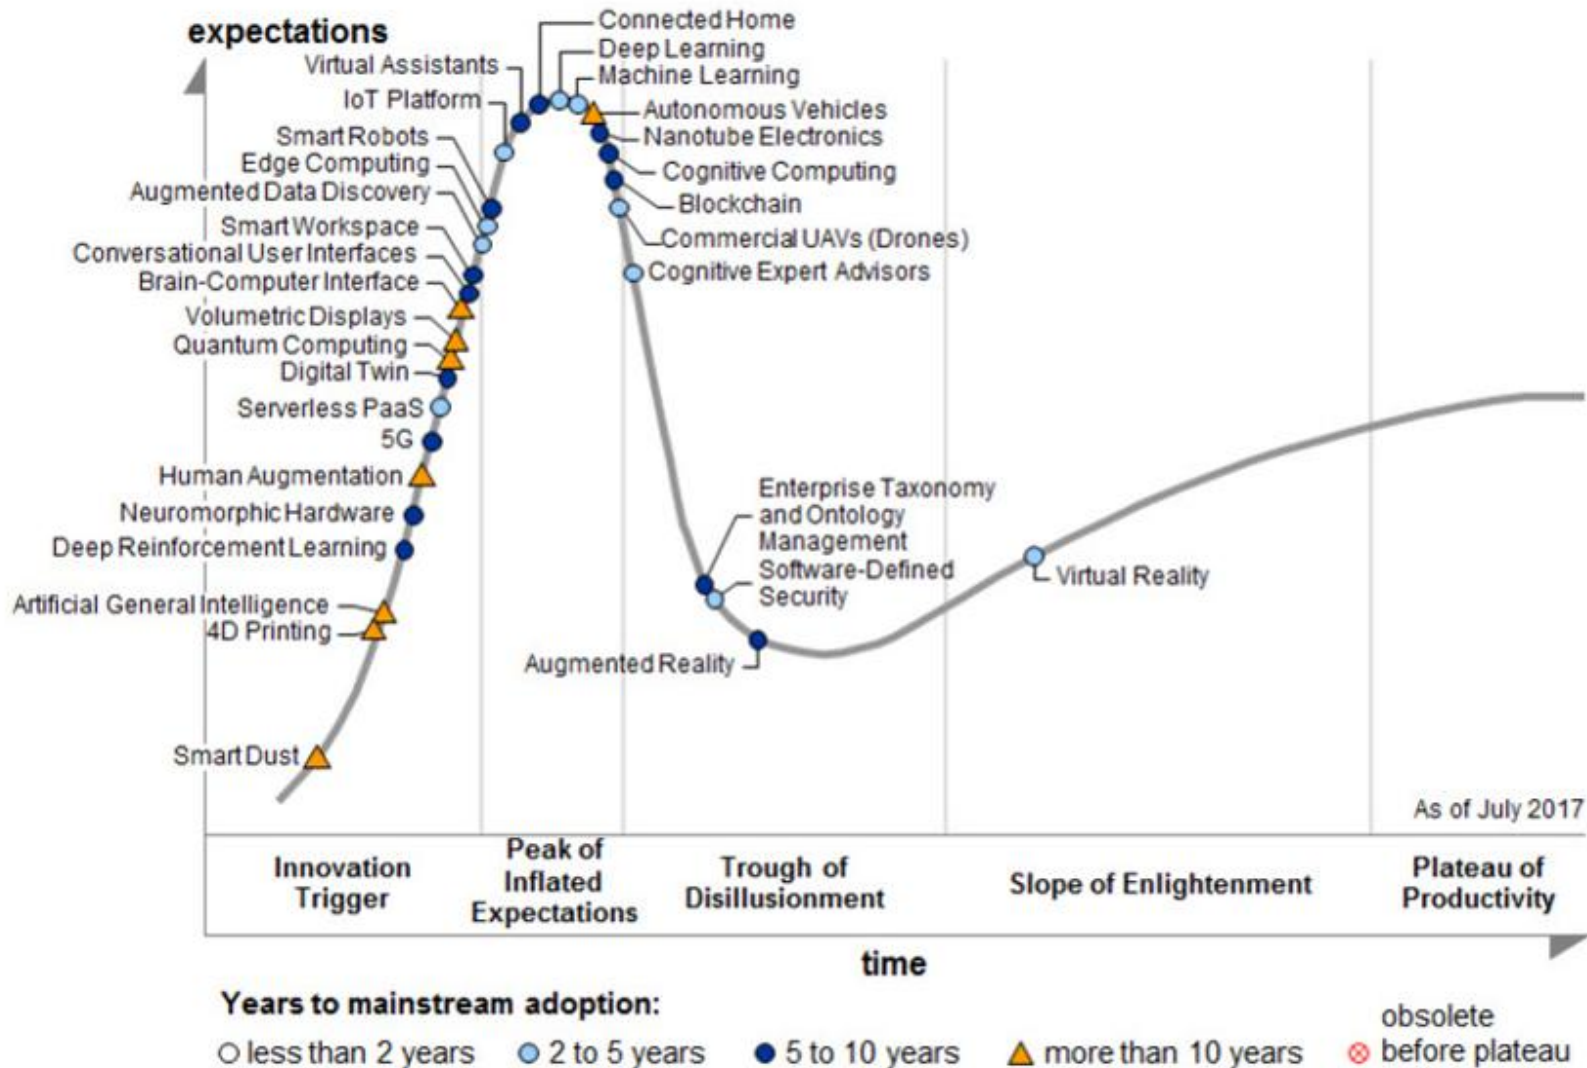 expectations
Connected Home
Deep Learning
Virtual Assistants
Machine Learning
IoT Platform
Autonomous Vehicles
Smart Robots
Nanotube Electronics
Edge Computing
Cognitive Computing
Augmented Data Discovery
Blockchain
Smart Workspace
Commercial UAVs (Drones)
Conversational User Interfaces
Cognitive Expert Advisors
Brain-Computer Interface
Volumetric Displays
Quantum Computing
Digital Twin
Serverless PaaS
5G
Human Augmentation
Neuromorphic Hardware
Deep Reinforcement Learning
Artificial General Intelligence
4D Printing
Smart Dust
Enterprise Taxonomy
and Ontology
Management
Software-Defined
Security
Augmented Reality
Virtual Reality
As of July 2017
Innovation
Trigger
Peak of
Inflated
Expectations
Trough of
Disillusionment
Slope of Enlightenment
Plateau of
Productivity
time
Years to mainstream adoption:
less than 2 years
2 to 5 years
5 to 10 years
more than 10 years
obsolete
before plateau